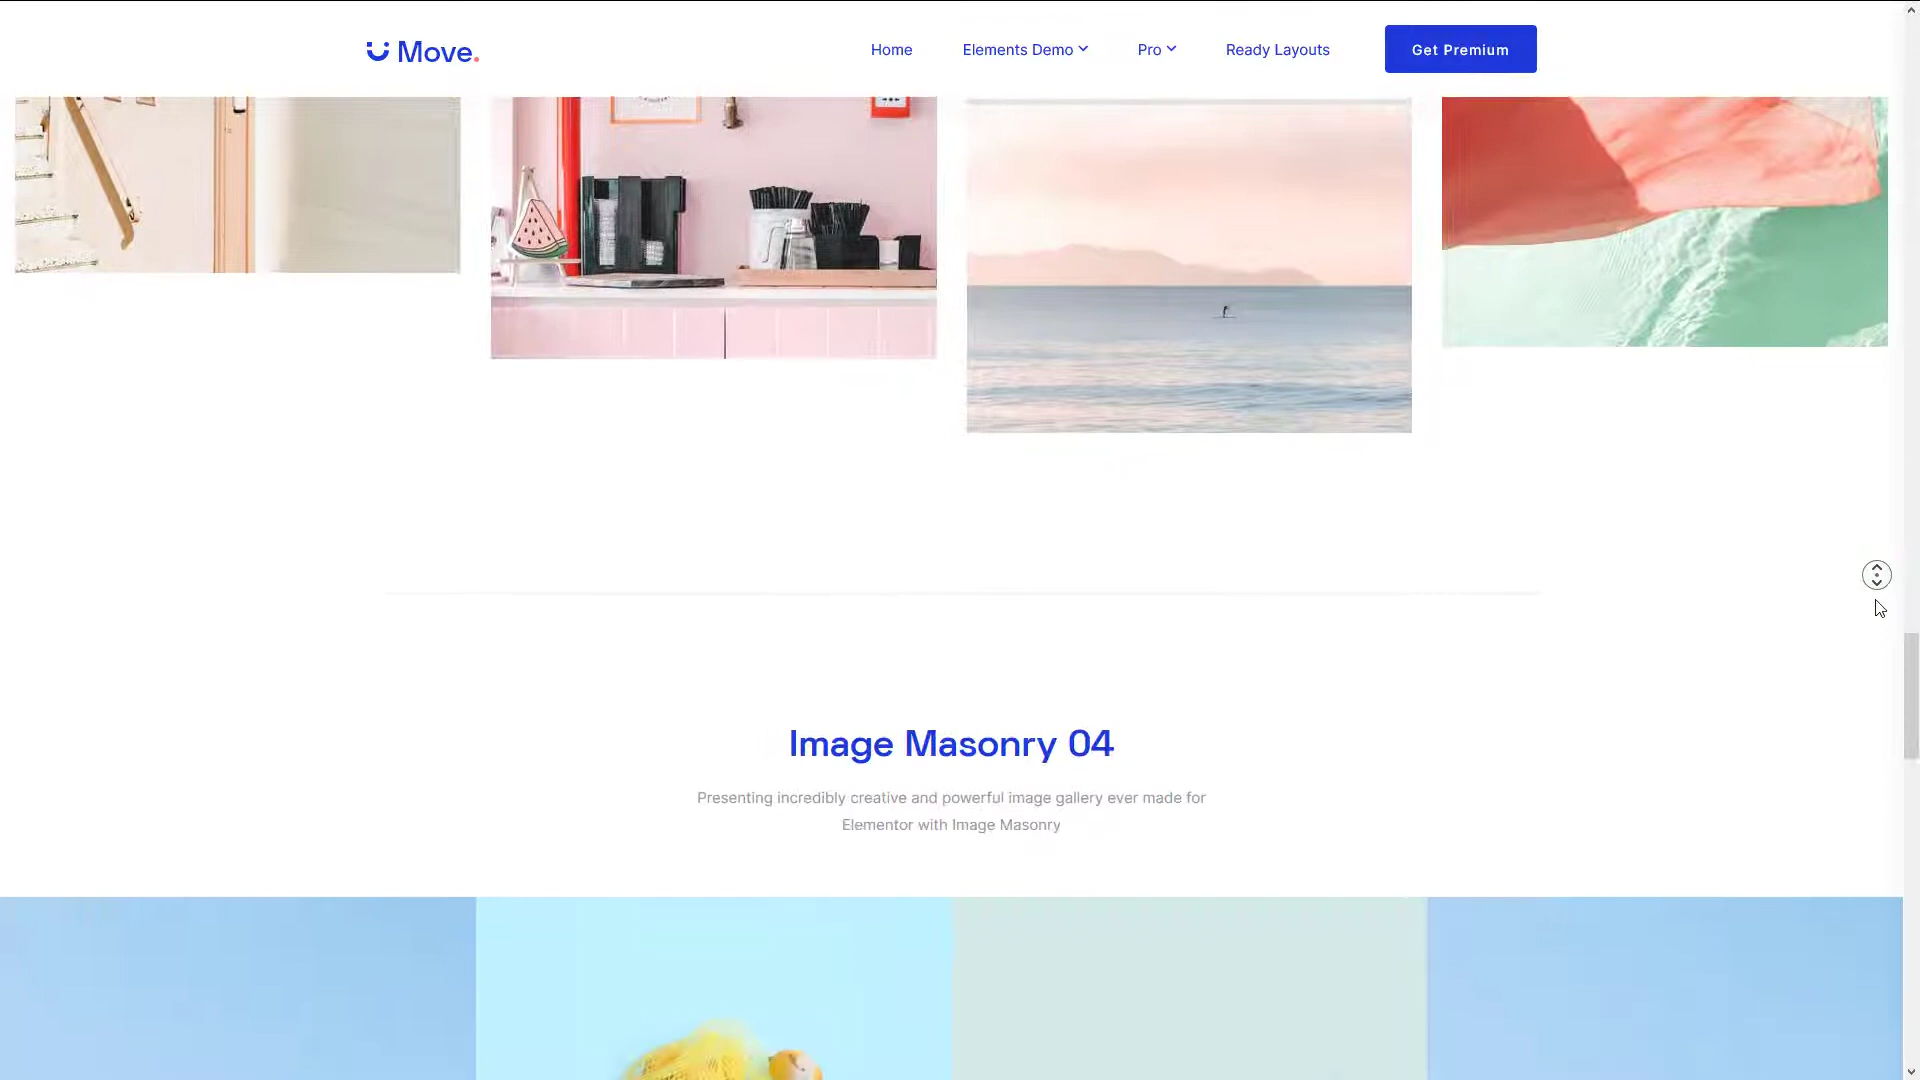 Move.
Home
Elements Demo
Pro
Ready Layouts
Get Premium
Image Masonry 04
Presenting incredibly creative and powerful image gallery ever made for
Elementor with Image Masonry